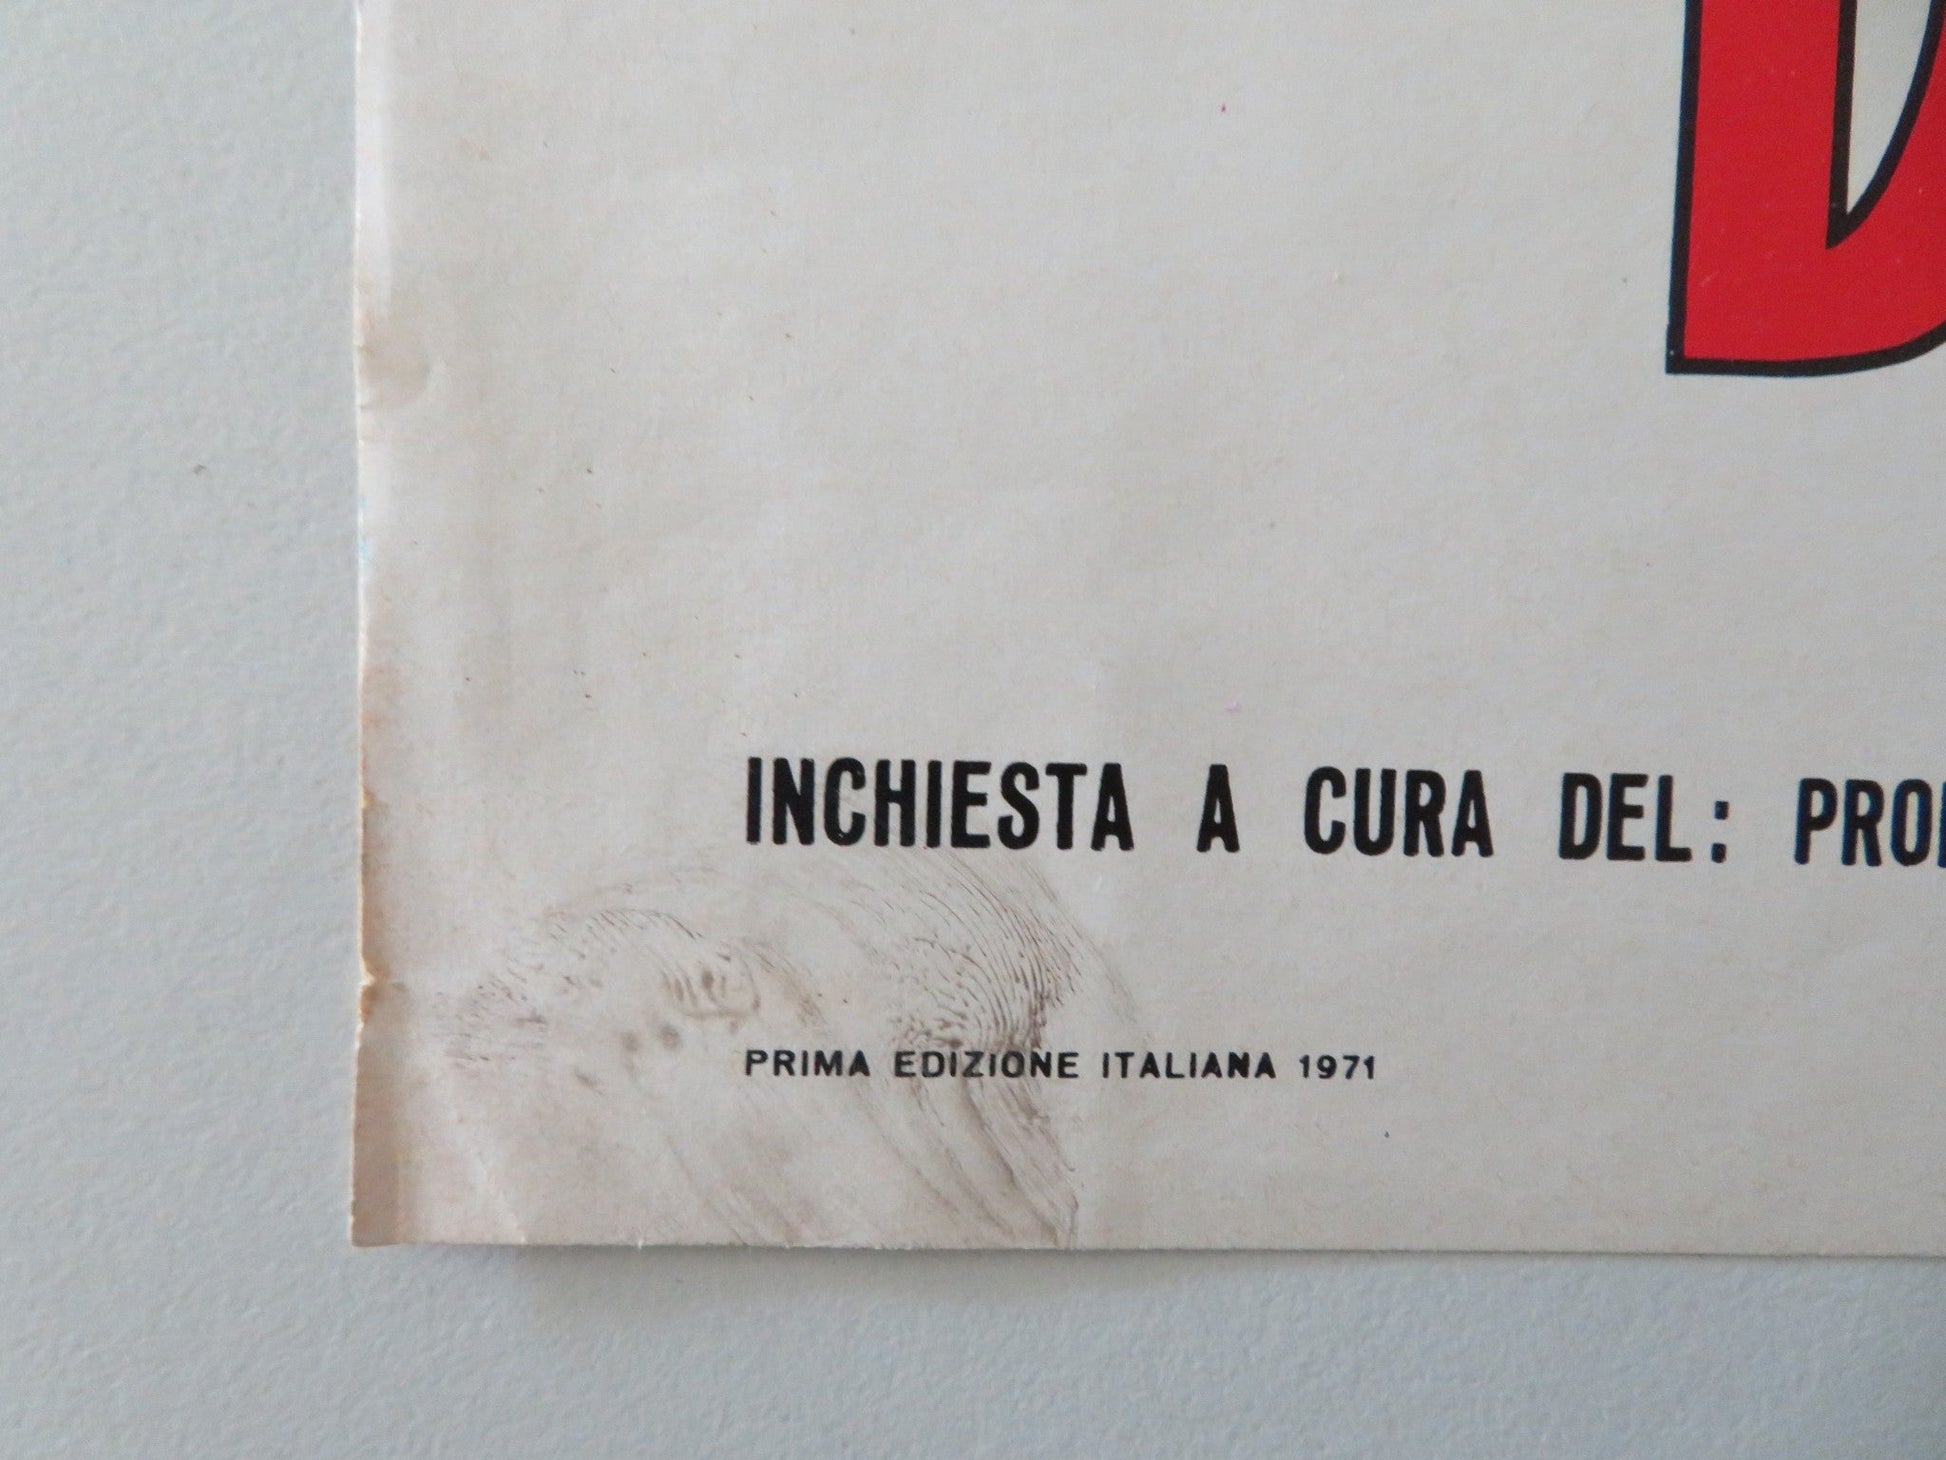 INCHIESTA A CURA DEL:
PRIMA EDIZIONE ITALIANA 1971